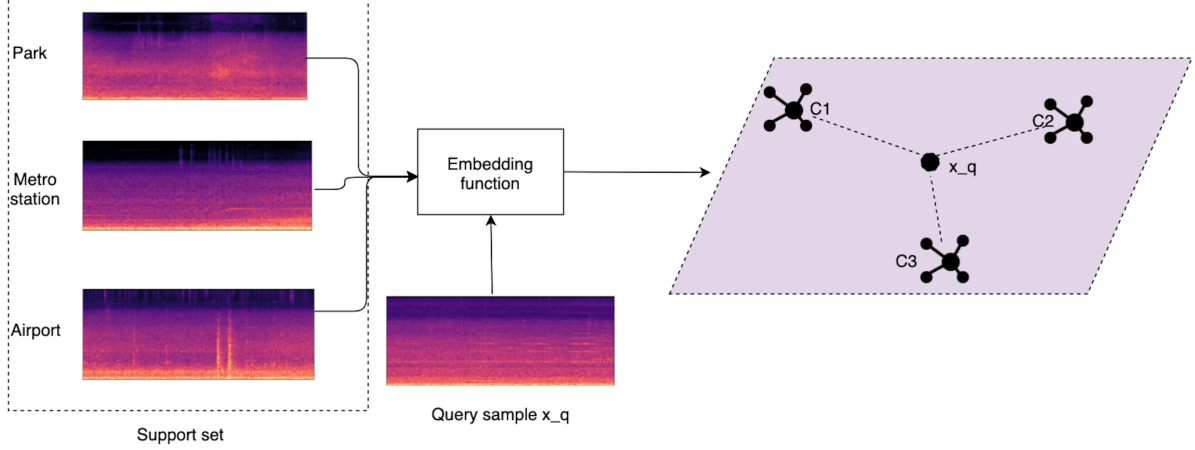 Park
Metro
station
Airport
Support set
Embedding
function
Query sample x_q
C1
C2
x_q
C3